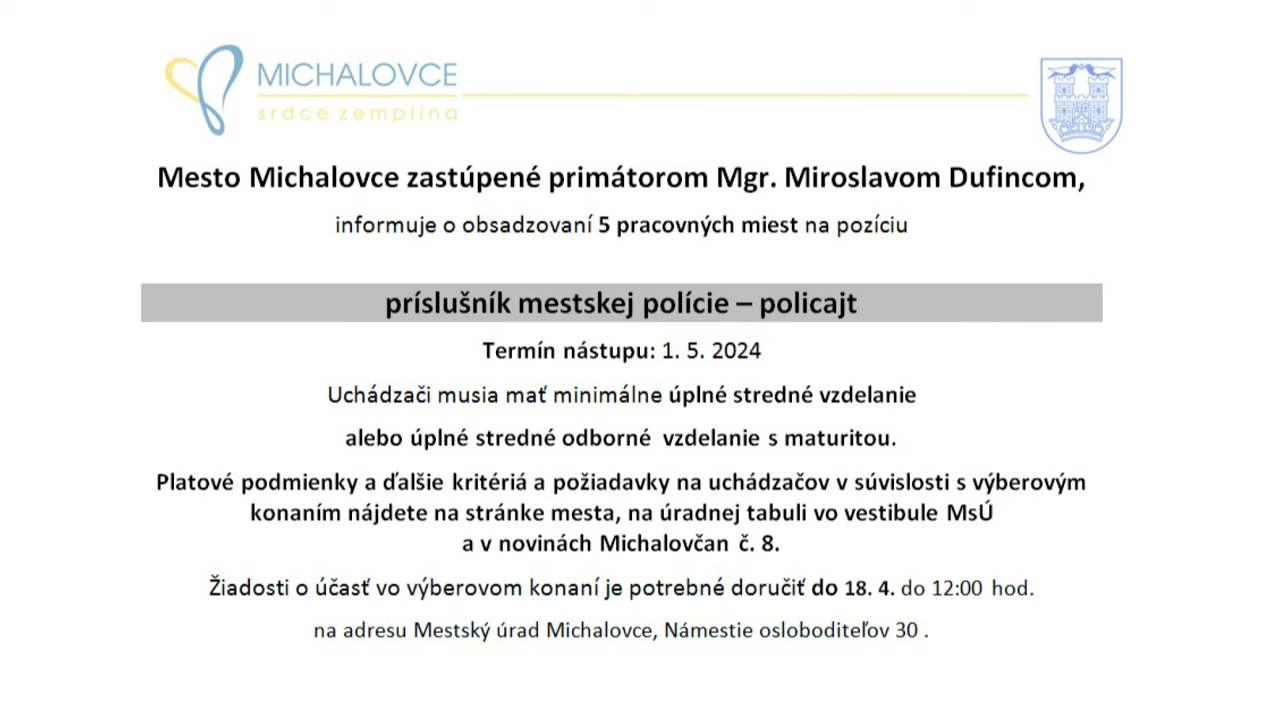 MICHALOVCE
srdce zemplína
Mesto Michalovce zastúpené primátorom Mgr. Miroslavom Dufincom,
informuje o obsadzovaní 5 pracovných miest na pozíciu
príslušník mestskej polície – policajt
Termín nástupu: 1. 5. 2024
Uchádzači musia mať minimálne úplné stredné vzdelanie
alebo úplné stredné odborné vzdelanie s maturitou.
Platové podmienky a ďalšie kritériá a požiadavky na uchádzačov v súvislosti s výberovým
konaním nájdete na stránke mesta, na úradnej tabuli vo vestibule MsÚ
a v novinách Michalovčan č. 8.
Žiadosti o účasť vo výberovom konaní je potrebné doručiť do 18. 4. do 12:00 hod.
na adresu Mestský úrad Michalovce, Námestie osloboditeľov 30 .